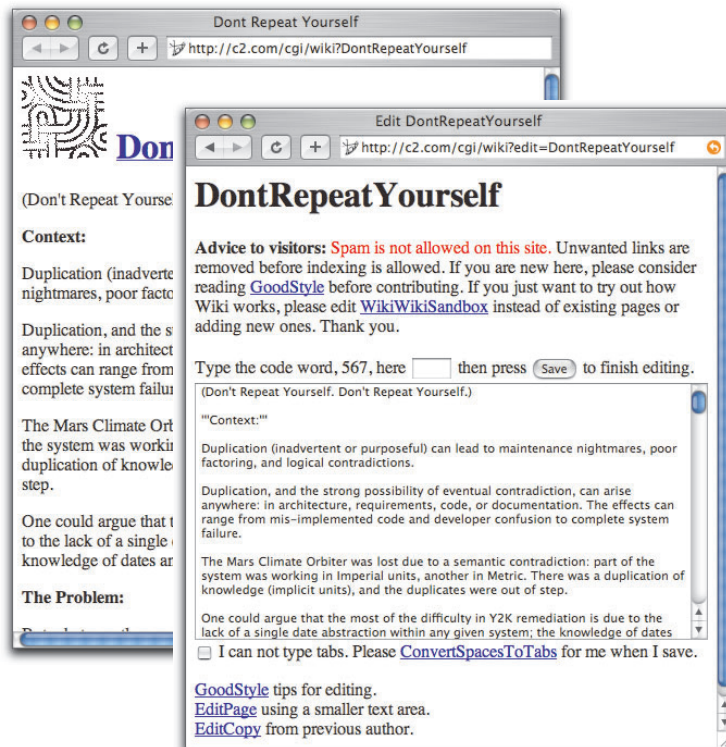 Dont Repeat Yourself
http://c2.com/cgi/wiki?DontRepeatYourself
Don
(Don't Repeat Yourse
Context:
Duplication (inadverte
nightmares, poor facto
Duplication, and the s
anywhere: in architect
effects can range from
complete system failur
The Mars Climate Orb
the system was workin
duplication of knowle
step.
One could argue that t
to the lack of a single
knowledge of dates an
The Problem:
Edit DontRepeatYourself
http://c2.com/cgi/wiki?edit=DontRepeatYourself
DontRepeatYourself
Advice to visitors: Spam is not allowed on this site. Unwanted links are
removed before indexing is allowed. If you are new here, please consider
reading GoodStyle before contributing. If you just want to try out how
Wiki works, please edit WikiWikiSandbox instead of existing pages or
adding new ones. Thank you.
Type the code word, 567, here then press Save to finish editing.
(Don't Repeat Yourself. Don't Repeat Yourself.)
'''Context:'''
Duplication (inadvertent or purposeful) can lead to maintenance nightmares, poor
factoring, and logical contradictions.
Duplication, and the strong possibility of eventual contradiction, can arise
anywhere: in architecture, requirements, code, or documentation. The effects can
range from mis-implemented code and developer confusion to complete system
failure.
The Mars Climate Orbiter was lost due to a semantic contradiction: part of the
system was working in Imperial units, another in Metric. There was a duplication of
knowledge (implicit units), and the duplicates were out of step.
One could argue that the most of the difficulty in Y2K remediation is due to the
lack of a single date abstraction within any given system; the knowledge of dates
I can not type tabs. Please ConvertSpacesToTabs for me when I save.
GoodStyle tips for editing.
EditPage using a smaller text area.
EditCopy from previous author.